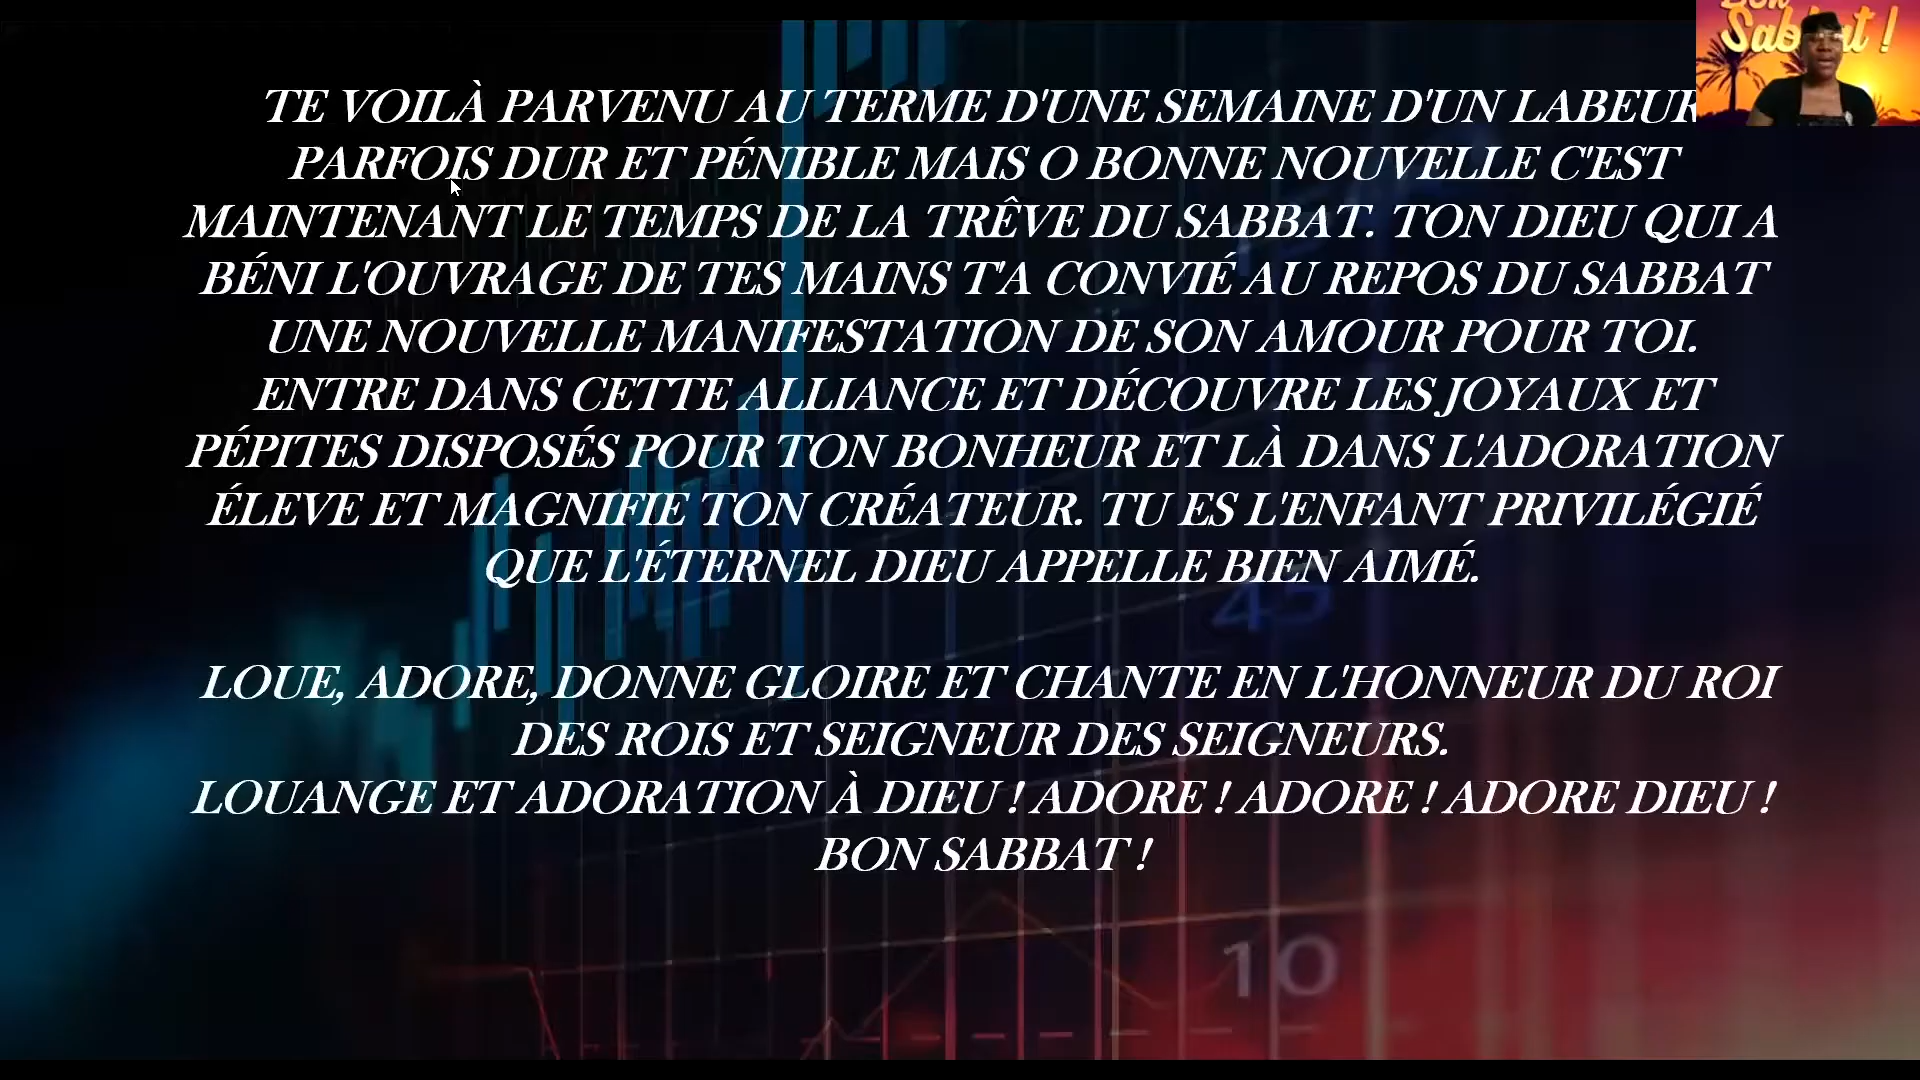 Bon
Sabbat !
TE VOILÀ PARVENU AU TERME D'UNE SEMAINE D'UN LABEUR
PARFOIS DUR ET PÉNIBLE MAIS O BONNE NOUVELLE C'EST
MAINTENANT LE TEMPS DE LA TRÊVE DU SABBAT. TON DIEU QUI A
BÉNI L'OUVRAGE DE TES MAINS T'A CONVIÉ AU REPOS DU SABBAT
UNE NOUVELLE MANIFESTATION DE SON AMOUR POUR TOI.
ENTRE DANS CETTE ALLIANCE ET DÉCOUVRE LES JOYAUX ET
PÉPITES DISPOSÉS POUR TON BONHEUR ET LÀ DANS L'ADORATION
ÉLEVE ET MAGNIFIE TON CRÉATEUR. TU ES L'ENFANT PRIVILÉGIÉ
QUE L'ÉTERNEL DIEU APPELLE BIEN AIMÉ.
45
LOUE, ADORE, DONNE GLOIRE ET CHANTE EN L'HONNEUR DU ROI
DES ROIS ET SEIGNEUR DES SEIGNEURS.
LOUANGE ET ADORATION À DIEU ! ADORE ! ADORE ! ADORE DIEU !
BON SABBAT !
10